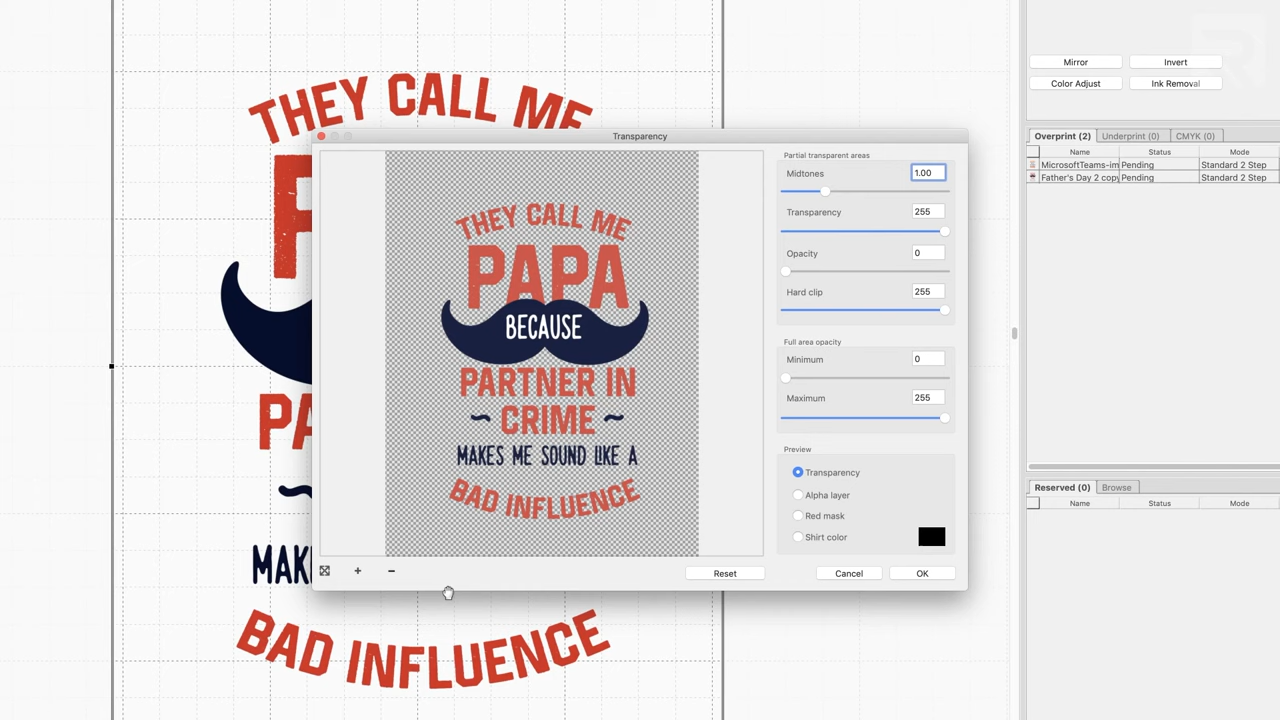 THEY CALL ME
Mirror
Invert
Color Adjust
Ink Removal
Overprint (2)
Underprint (0)
CMYK (0)
Name
Status
Mode
MicrosoftTeams-im
Pending
Standard 2 Step
Father's Day 2 copy
Pending
Standard 2 Step
Transparency
THEY CALL ME
PAPA
BECAUSE
PARTNER IN
~ CRIME ~
MAKES ME SOUND LIKE A
BAD INFLUENCE
Partial transparent areas
Midtones
1.00
Transparency
255
Opacity
0
Hard clip
255
Full area opacity
Minimum
0
Maximum
255
Preview
Transparency
Alpha layer
Red mask
Shirt color
+
−
Reset
Cancel
OK
P
PA
~
MAK
BAD INFLUENCE
Reserved (0)
Browse
Name
Status
Mode
R